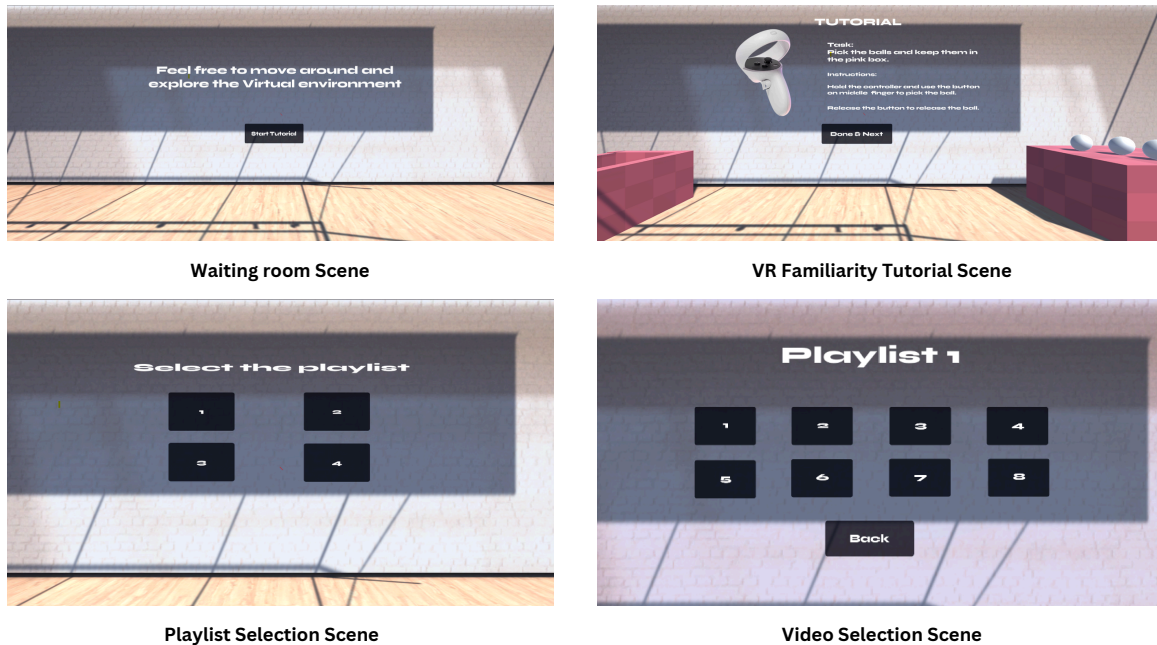 Feel free to move around and
explore the Virtual environment
Start Tutorial
Waiting room Scene
TUTORIAL
Task:
Pick the balls and keep them in
the pink box.
Instructions:
Hold the controller and use the button
on middle finger to pick the ball.
Release the button to release the ball.
Done & Next
VR Familiarity Tutorial Scene
Select the playlist
1 2
3 4
Playlist Selection Scene
Playlist 1
1 2 3 4
5 6 7 8
Back
Video Selection Scene